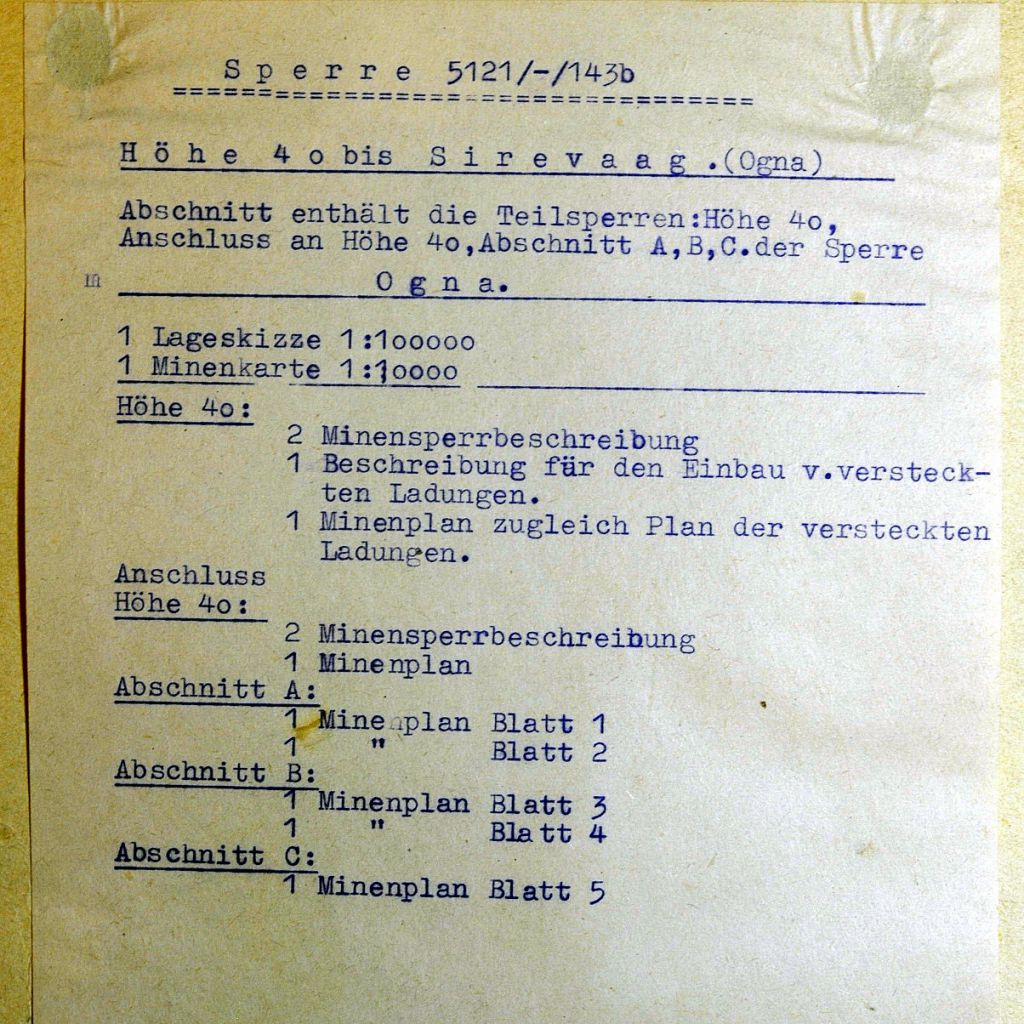 Sperre 5121/-/143b
==================================
Höhe 4o bis Sirevaag.(Ogna)
Abschnitt enthält die Teilsperren:Höhe 4o,
Anschluss an Höhe 4o,Abschnitt A,B,C.der Sperre
m Ogna.
1 Lageskizze 1:1ooooo
1 Minenkarte 1:1oooo
Höhe 4o:
2 Minensperrbeschreibung
1 Beschreibung für den Einbau v.versteck-
ten Ladungen.
1 Minenplan zugleich Plan der versteckten
Ladungen.
Anschluss
Höhe 4o:
2 Minensperrbeschreibung
1 Minenplan
Abschnitt A:
1 Minenplan Blatt 1
1 " Blatt 2
Abschnitt B:
1 Minenplan Blatt 3
1 " Blatt 4
Abschnitt C:
1 Minenplan Blatt 5